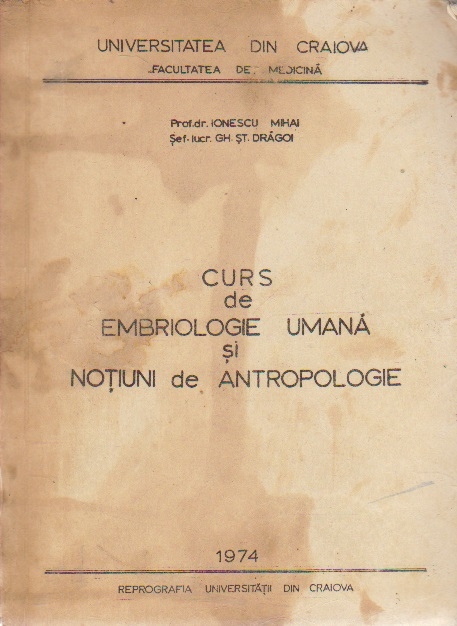 UNIVERSITATEA DIN CRAIOVA
FACULTATEA DE MEDICINĂ
Prof.dr. IONESCU MIHAI
Şef. lucr. GH. ŞT. DRĂGOI
CURS
de
EMBRIOLOGIE UMANĂ
şi
NOŢIUNI de ANTROPOLOGIE
1974
REPROGRAFIA UNIVERSITĂŢII DIN CRAIOVA